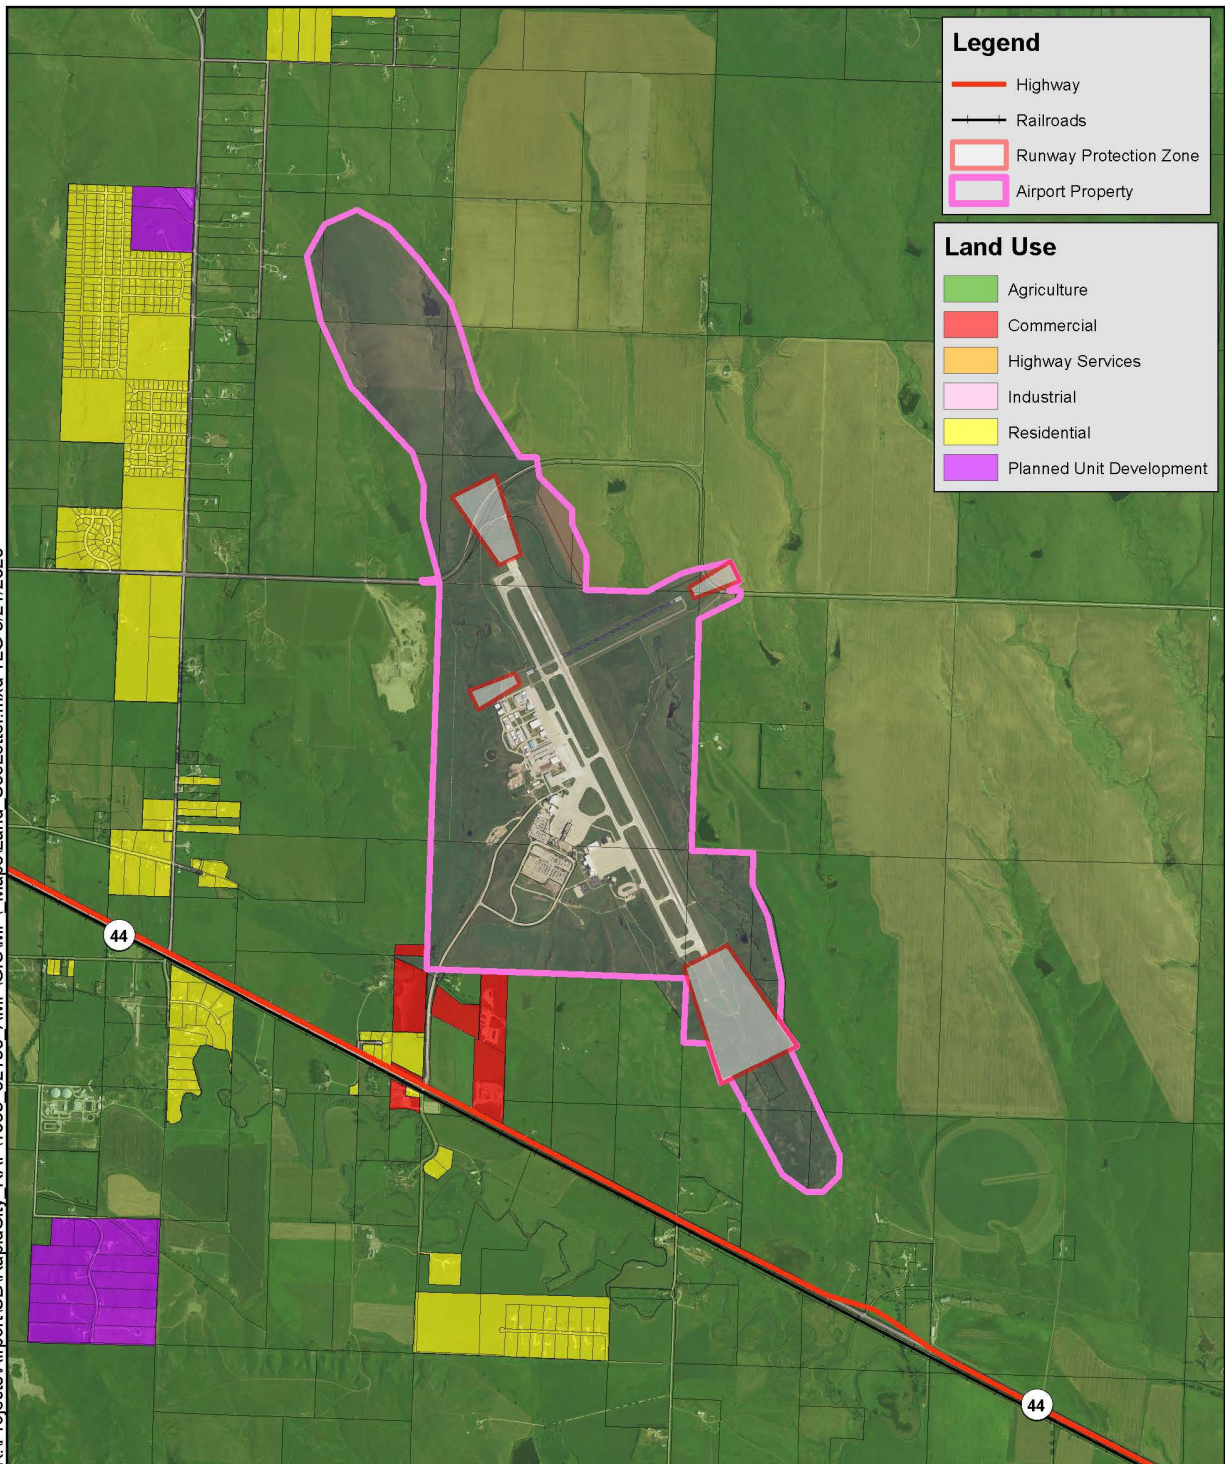 Legend
Highway
Railroads
Runway Protection Zone
Airport Property
Land Use
Agriculture
Commercial
Highway Services
Industrial
Residential
Planned Unit Development
44
44